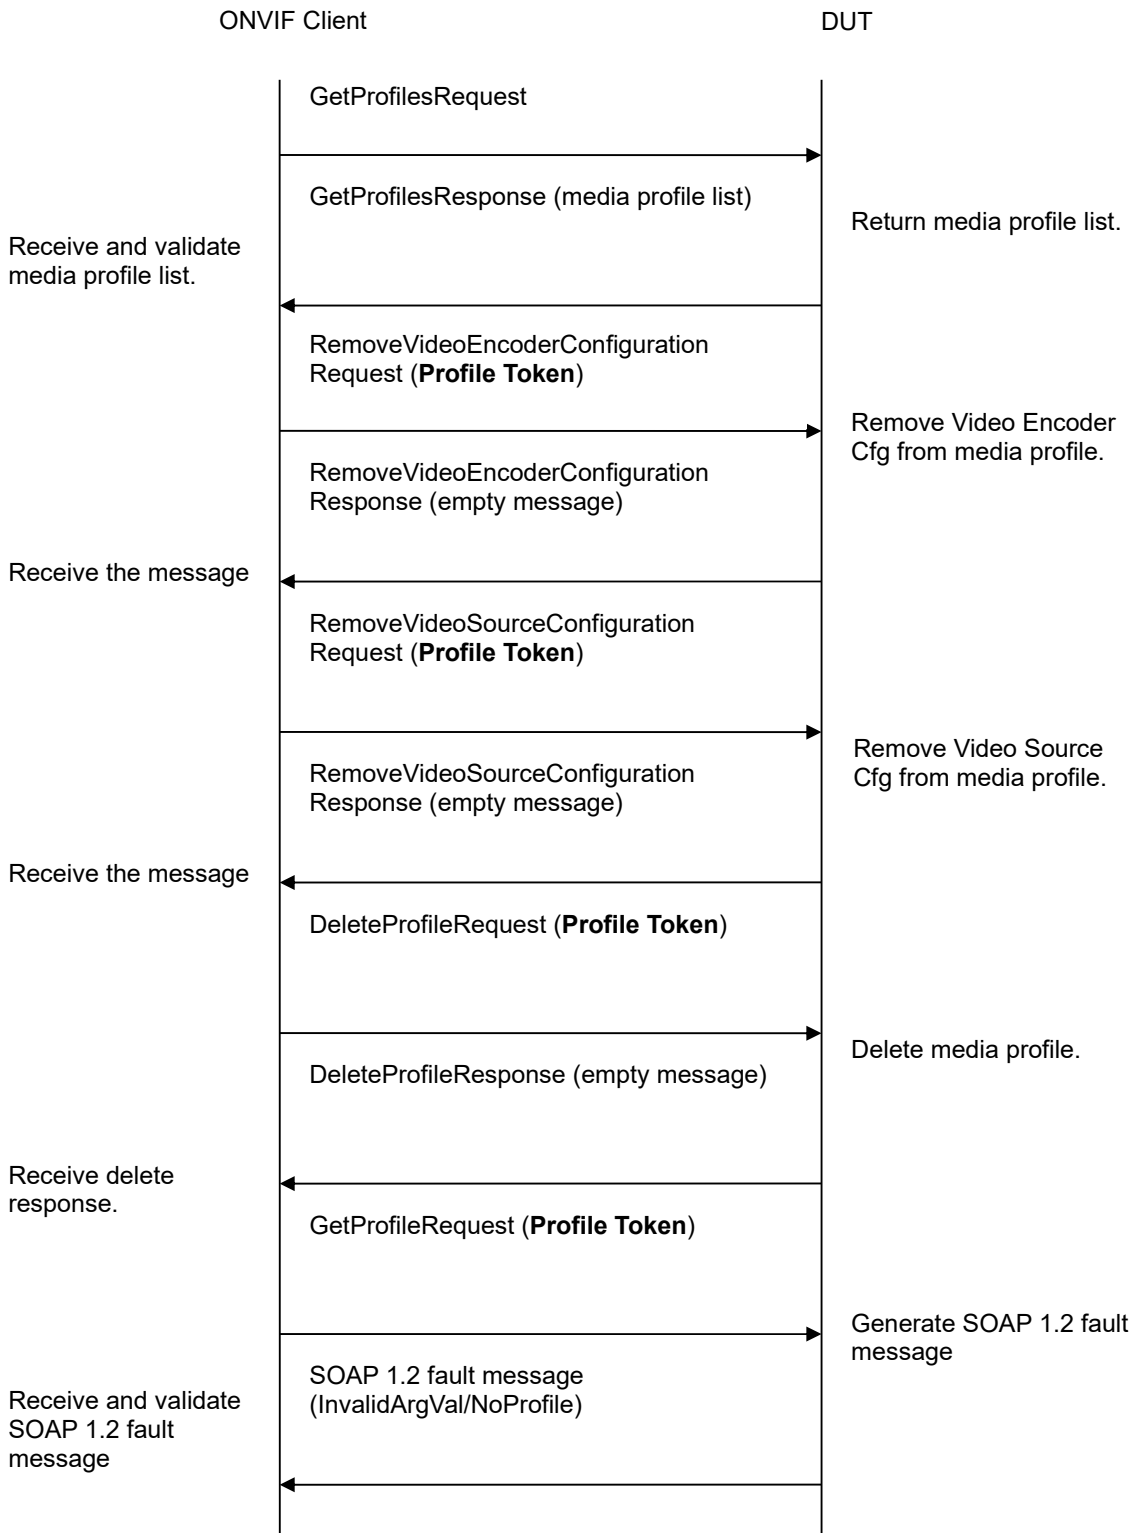 ONVIF Client
DUT
GetProfilesRequest
GetProfilesResponse (media profile list)
Return media profile list.
Receive and validate
media profile list.
RemoveVideoEncoderConfiguration
Request (Profile Token)
Remove Video Encoder
Cfg from media profile.
RemoveVideoEncoderConfiguration
Response (empty message)
Receive the message
RemoveVideoSourceConfiguration
Request (Profile Token)
Remove Video Source
Cfg from media profile.
RemoveVideoSourceConfiguration
Response (empty message)
Receive the message
DeleteProfileRequest (Profile Token)
Delete media profile.
DeleteProfileResponse (empty message)
Receive delete
response.
GetProfileRequest (Profile Token)
Generate SOAP 1.2 fault
message
SOAP 1.2 fault message
(InvalidArgVal/NoProfile)
Receive and validate
SOAP 1.2 fault
message